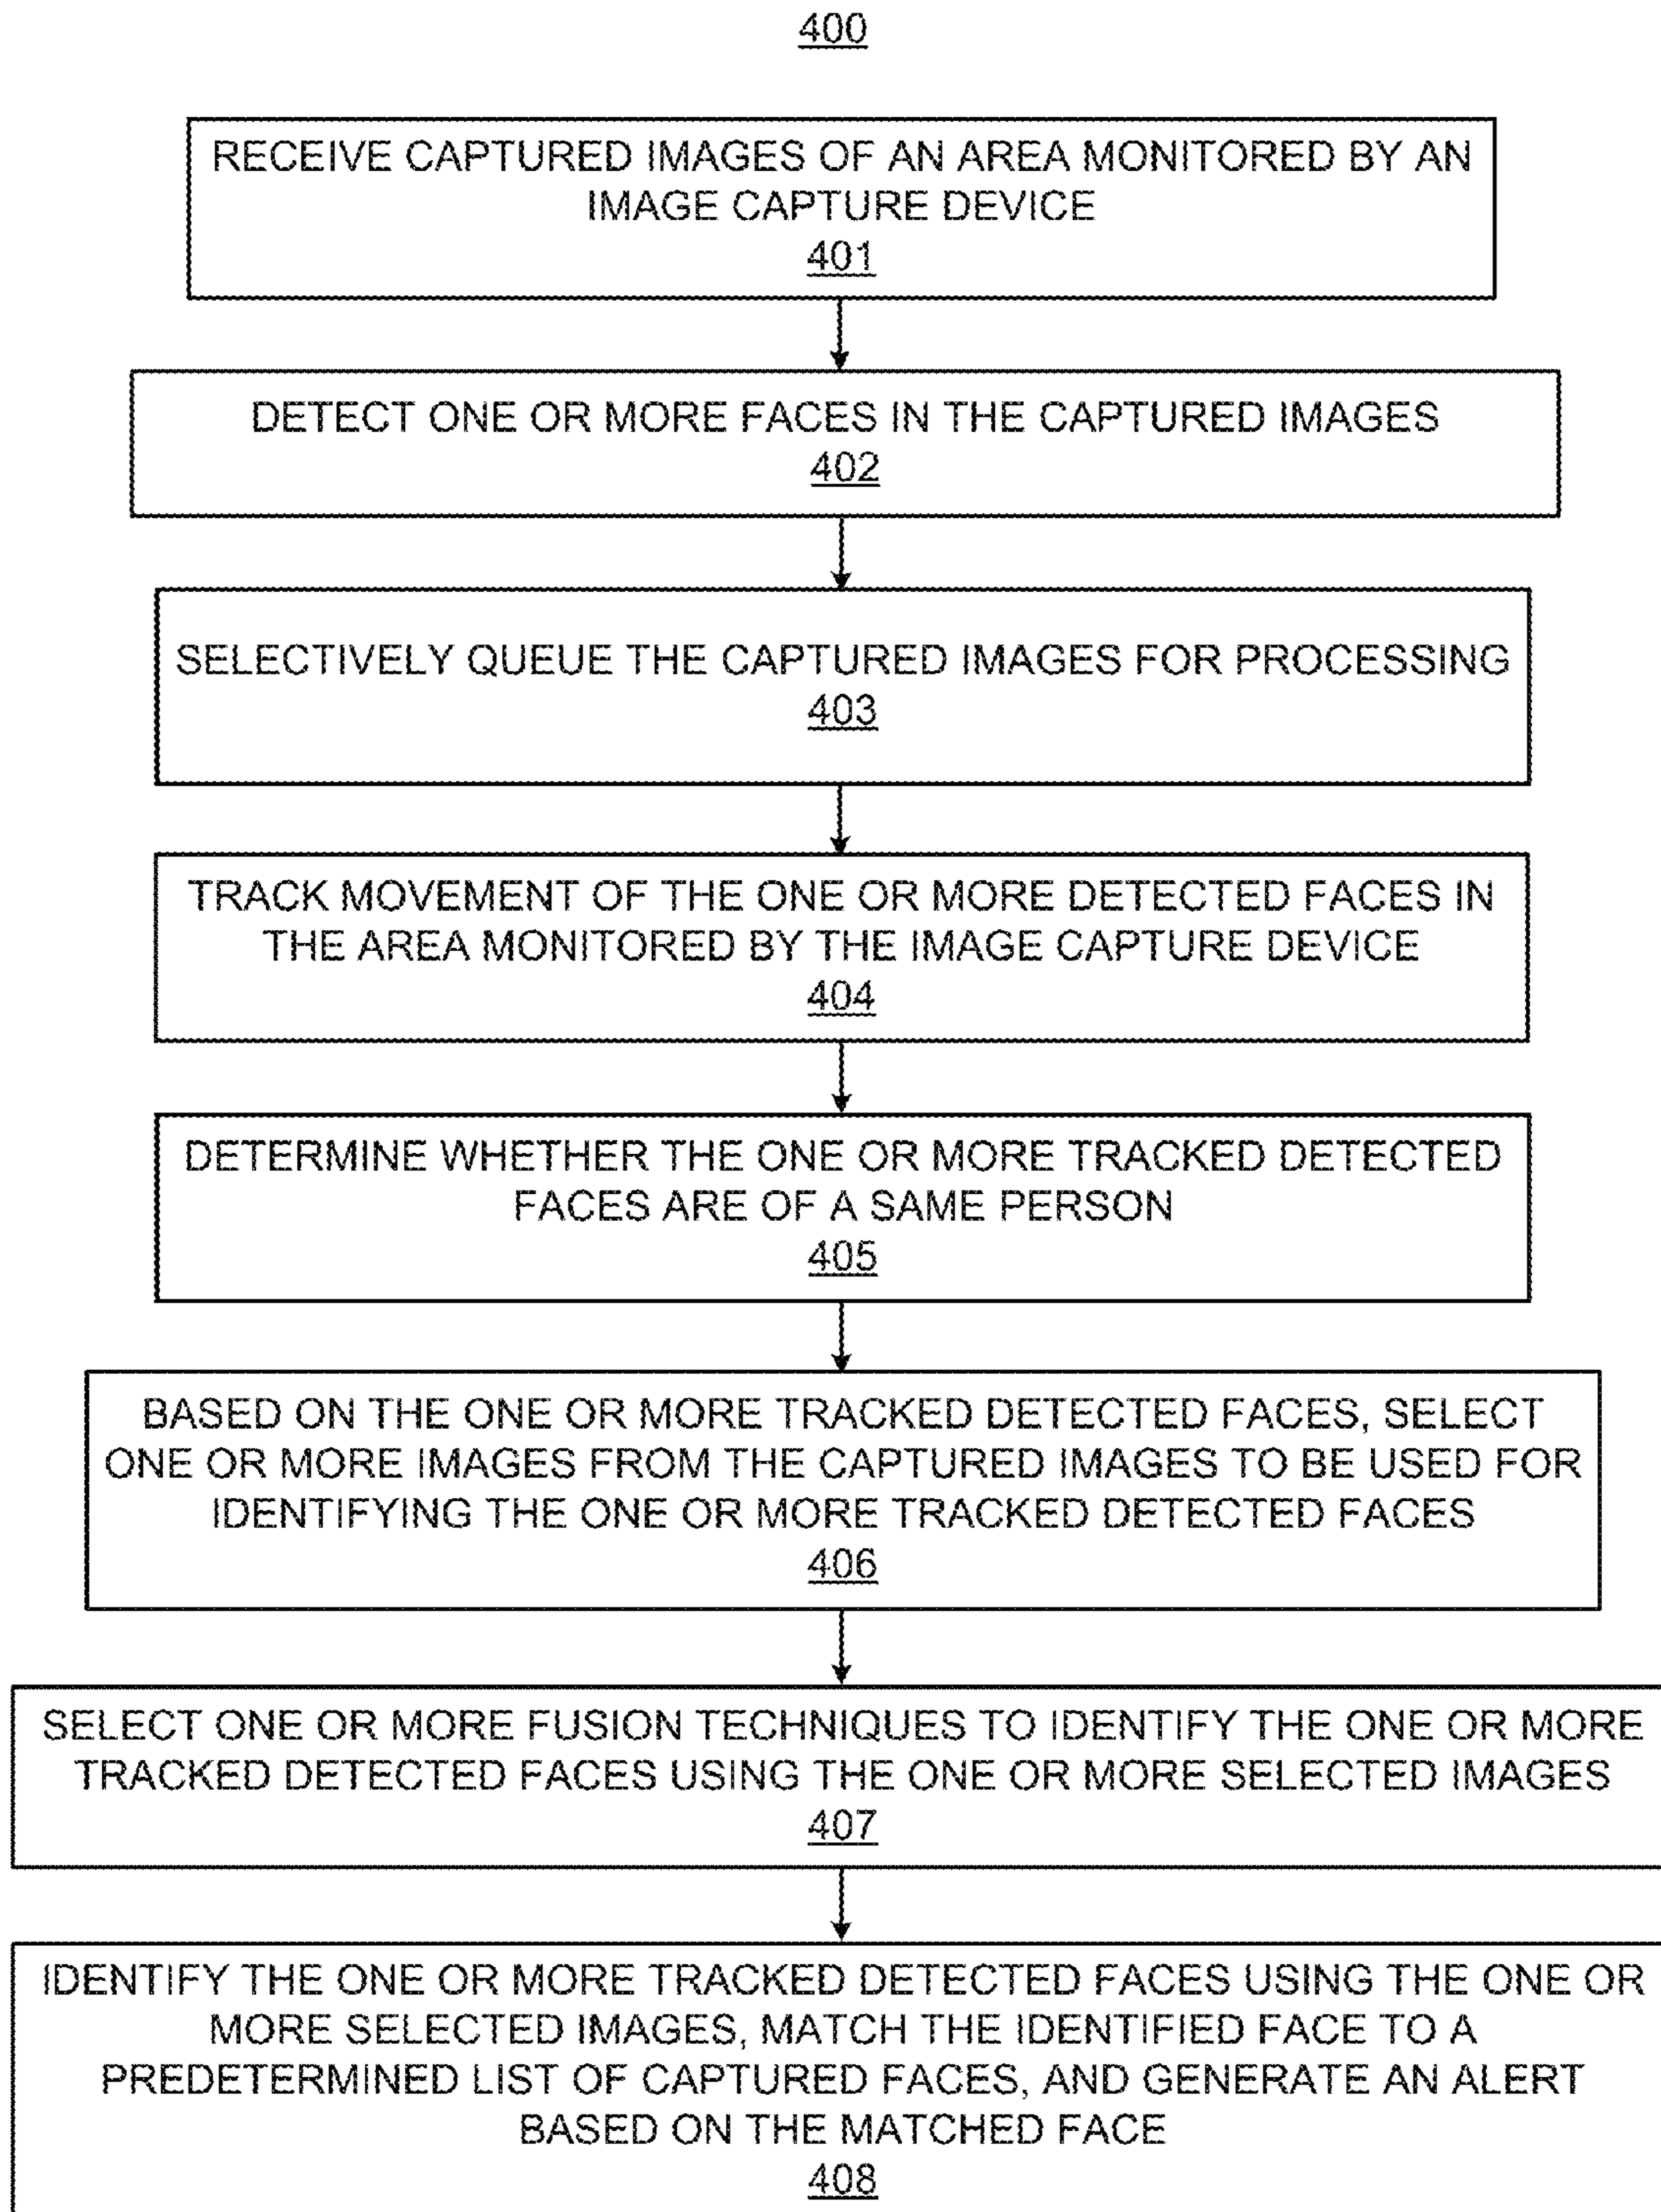 400
RECEIVE CAPTURED IMAGES OF AN AREA MONITORED BY AN
IMAGE CAPTURE DEVICE
401
DETECT ONE OR MORE FACES IN THE CAPTURED IMAGES
402
SELECTIVELY QUEUE THE CAPTURED IMAGES FOR PROCESSING
403
TRACK MOVEMENT OF THE ONE OR MORE DETECTED FACES IN
THE AREA MONITORED BY THE IMAGE CAPTURE DEVICE
404
DETERMINE WHETHER THE ONE OR MORE TRACKED DETECTED
FACES ARE OF A SAME PERSON
405
BASED ON THE ONE OR MORE TRACKED DETECTED FACES, SELECT
ONE OR MORE IMAGES FROM THE CAPTURED IMAGES TO BE USED FOR
IDENTIFYING THE ONE OR MORE TRACKED DETECTED FACES
406
SELECT ONE OR MORE FUSION TECHNIQUES TO IDENTIFY THE ONE OR MORE
TRACKED DETECTED FACES USING THE ONE OR MORE SELECTED IMAGES
407
IDENTIFY THE ONE OR MORE TRACKED DETECTED FACES USING THE ONE OR
MORE SELECTED IMAGES, MATCH THE IDENTIFIED FACE TO A
PREDETERMINED LIST OF CAPTURED FACES, AND GENERATE AN ALERT
BASED ON THE MATCHED FACE
408